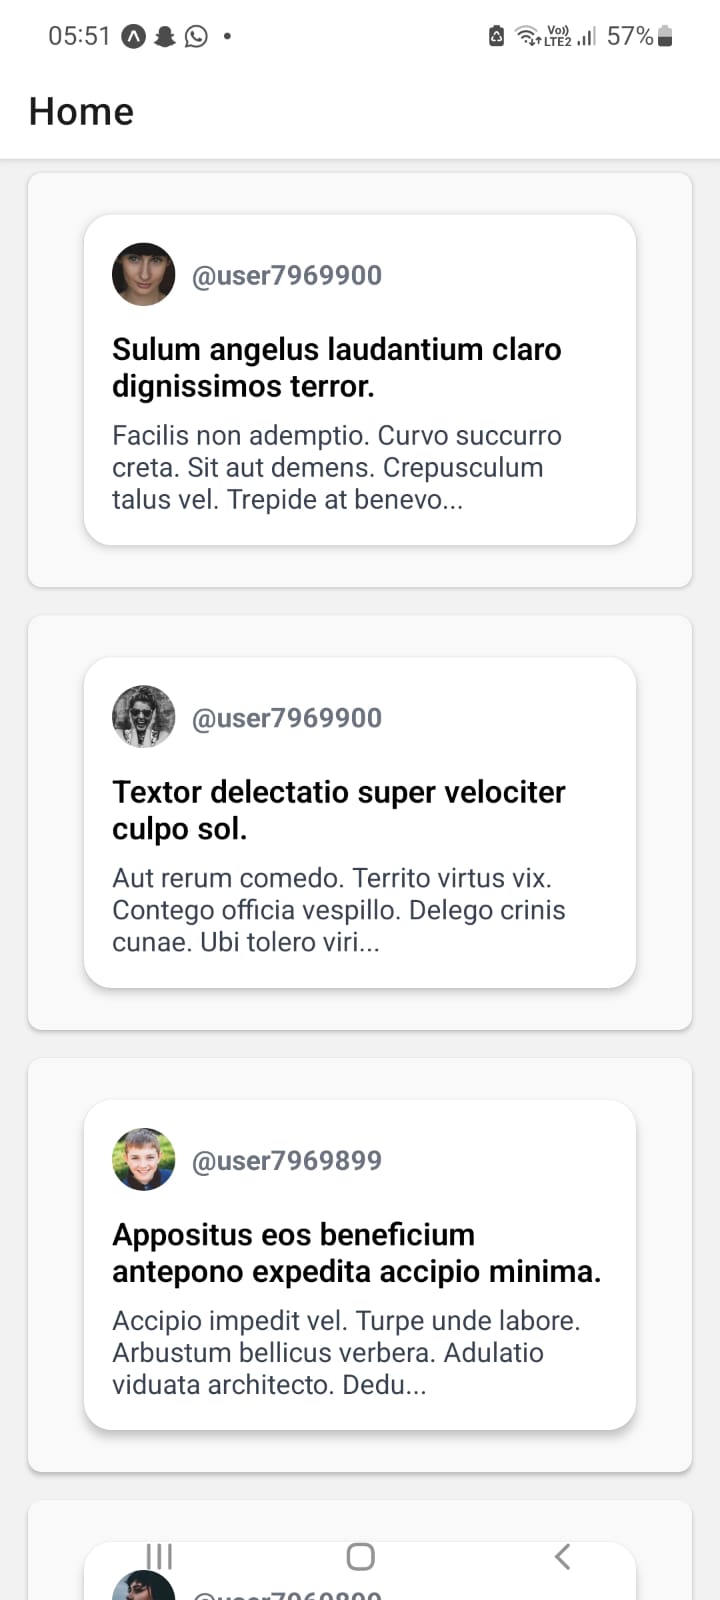 05:51
Vo))
LTE2
57%
Home
@user7969900
Sulum angelus laudantium claro
dignissimos terror.
Facilis non ademptio. Curvo succurro
creta. Sit aut demens. Crepusculum
talus vel. Trepide at benevo...
@user7969900
Textor delectatio super velociter
culpo sol.
Aut rerum comedo. Territo virtus vix.
Contego officia vespillo. Delego crinis
cunae. Ubi tolero viri...
@user7969899
Appositus eos beneficium
antepono expedita accipio minima.
Accipio impedit vel. Turpe unde labore.
Arbustum bellicus verbera. Adulatio
viduata architecto. Dedu...